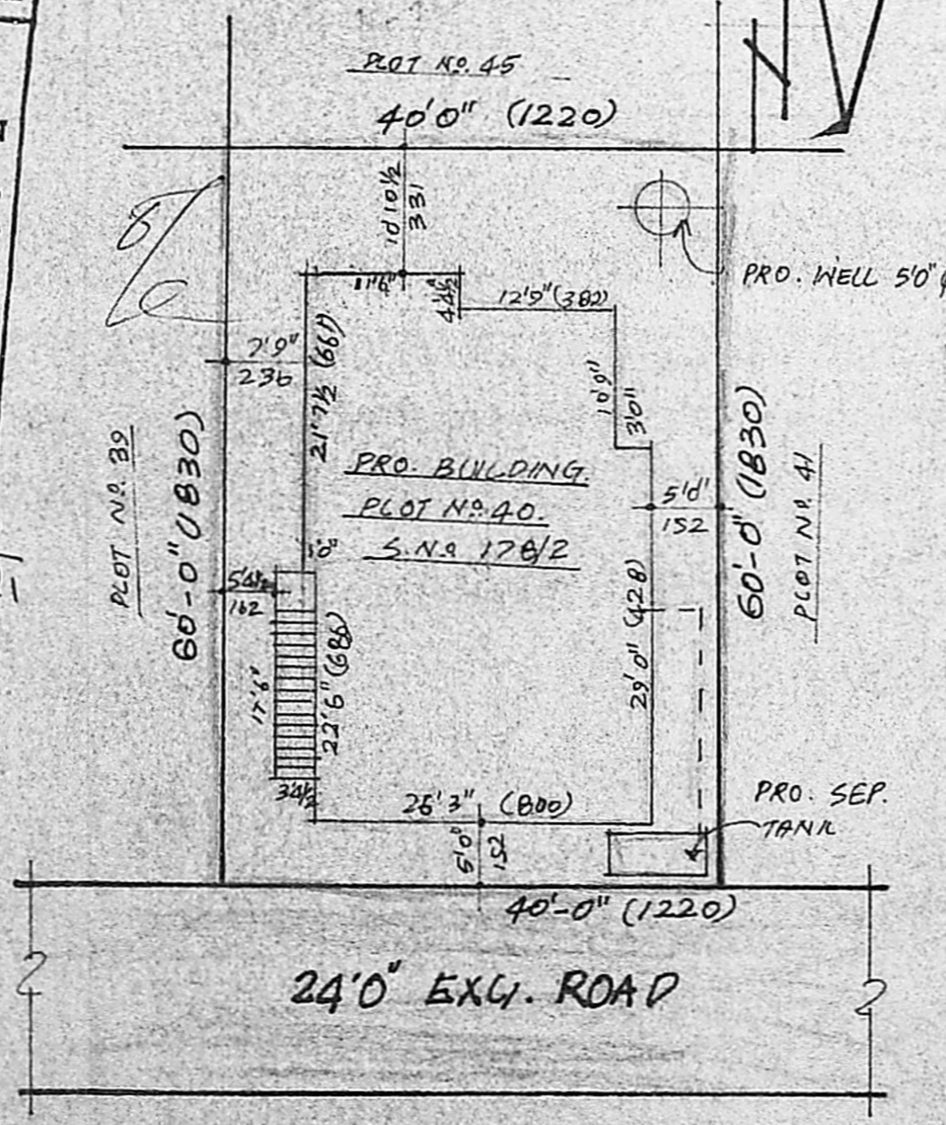 PLOT Nº. 45
40'0" (1220)
N
10'10½
331
PRO. WELL 5'0"
11'6"
4'4½"
12'9" (382)
7'9"
236
21'7½ (661)
10'9"
3'0"
PLOT Nº. 39
60'-0" (1830)
PRO. BUILDING.
PLOT Nº 40.
S.Nº 178/2
5'0"
152
60'-0" (1830)
PLOT Nº. 41
5'4½
162
17'6"
22'6" (686)
29'0" (428)
3'4½
26'3" (800)
5'0"
152
PRO. SEP.
TANK
40'-0" (1220)
24'0" EXG. ROAD